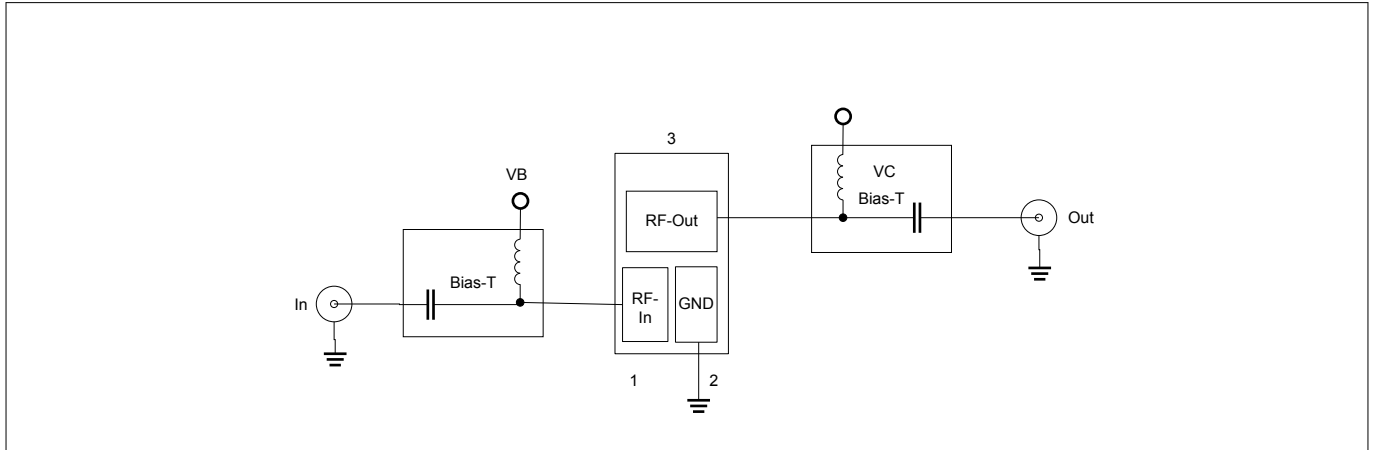 3
VC
VB
Bias-T
RF-Out
Out
Bias-T
RF-
In
GND
In
1
2